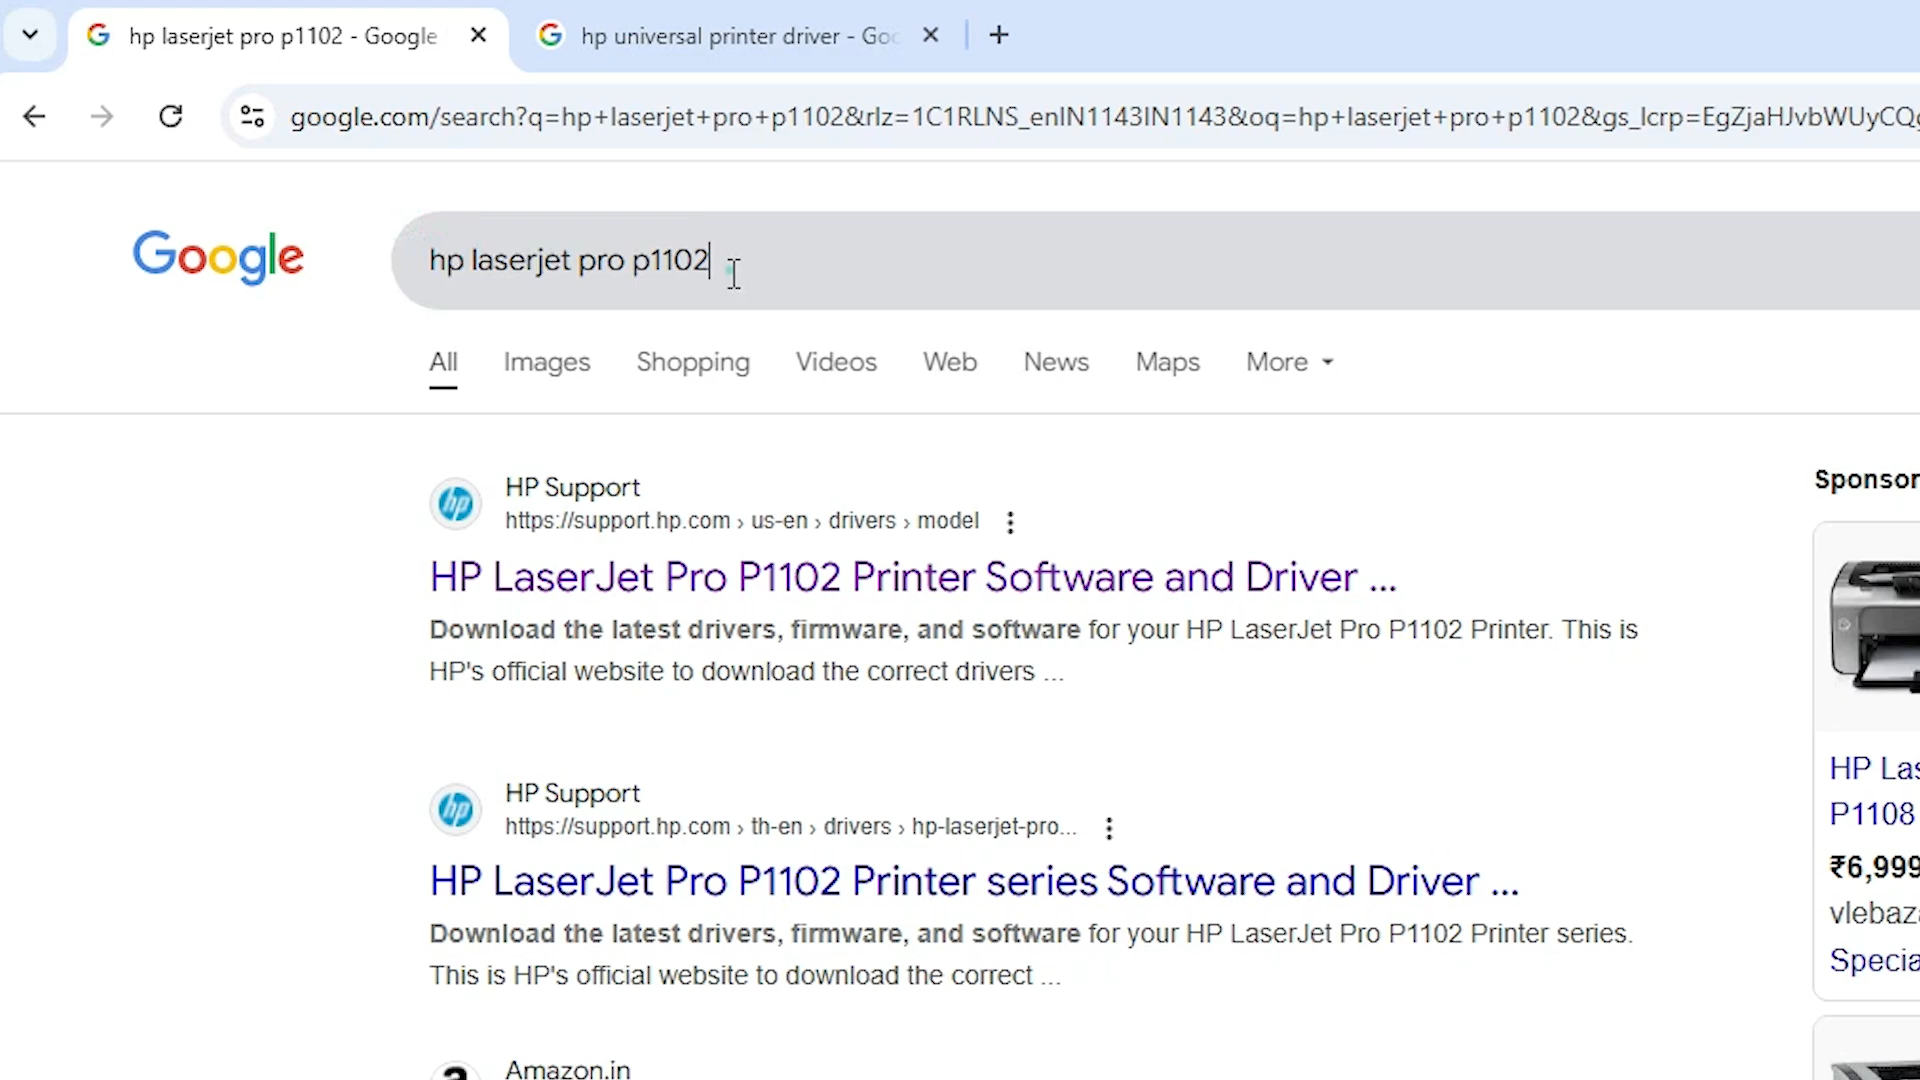 hp laserjet pro p1102 - Google
hp universal printer driver - Goo
google.com/search?q=hp+laserjet+pro+p1102&rlz=1C1RLNS_enIN1143IN1143&oq=hp+laserjet+pro+p1102&gs_lcrp=EgZjaHJvbWUyCQg
Google
hp laserjet pro p1102
All Images Shopping Videos Web News Maps More
HP Support
https://support.hp.com › us-en › drivers › model
HP LaserJet Pro P1102 Printer Software and Driver ...
Download the latest drivers, firmware, and software for your HP LaserJet Pro P1102 Printer. This is
HP's official website to download the correct drivers ...
HP Support
https://support.hp.com › th-en › drivers › hp-laserjet-pro...
HP LaserJet Pro P1102 Printer series Software and Driver ...
Download the latest drivers, firmware, and software for your HP LaserJet Pro P1102 Printer series.
This is HP's official website to download the correct ...
Amazon.in
Sponsor
HP Las
P1108
₹6,999
vlebaza
Specia